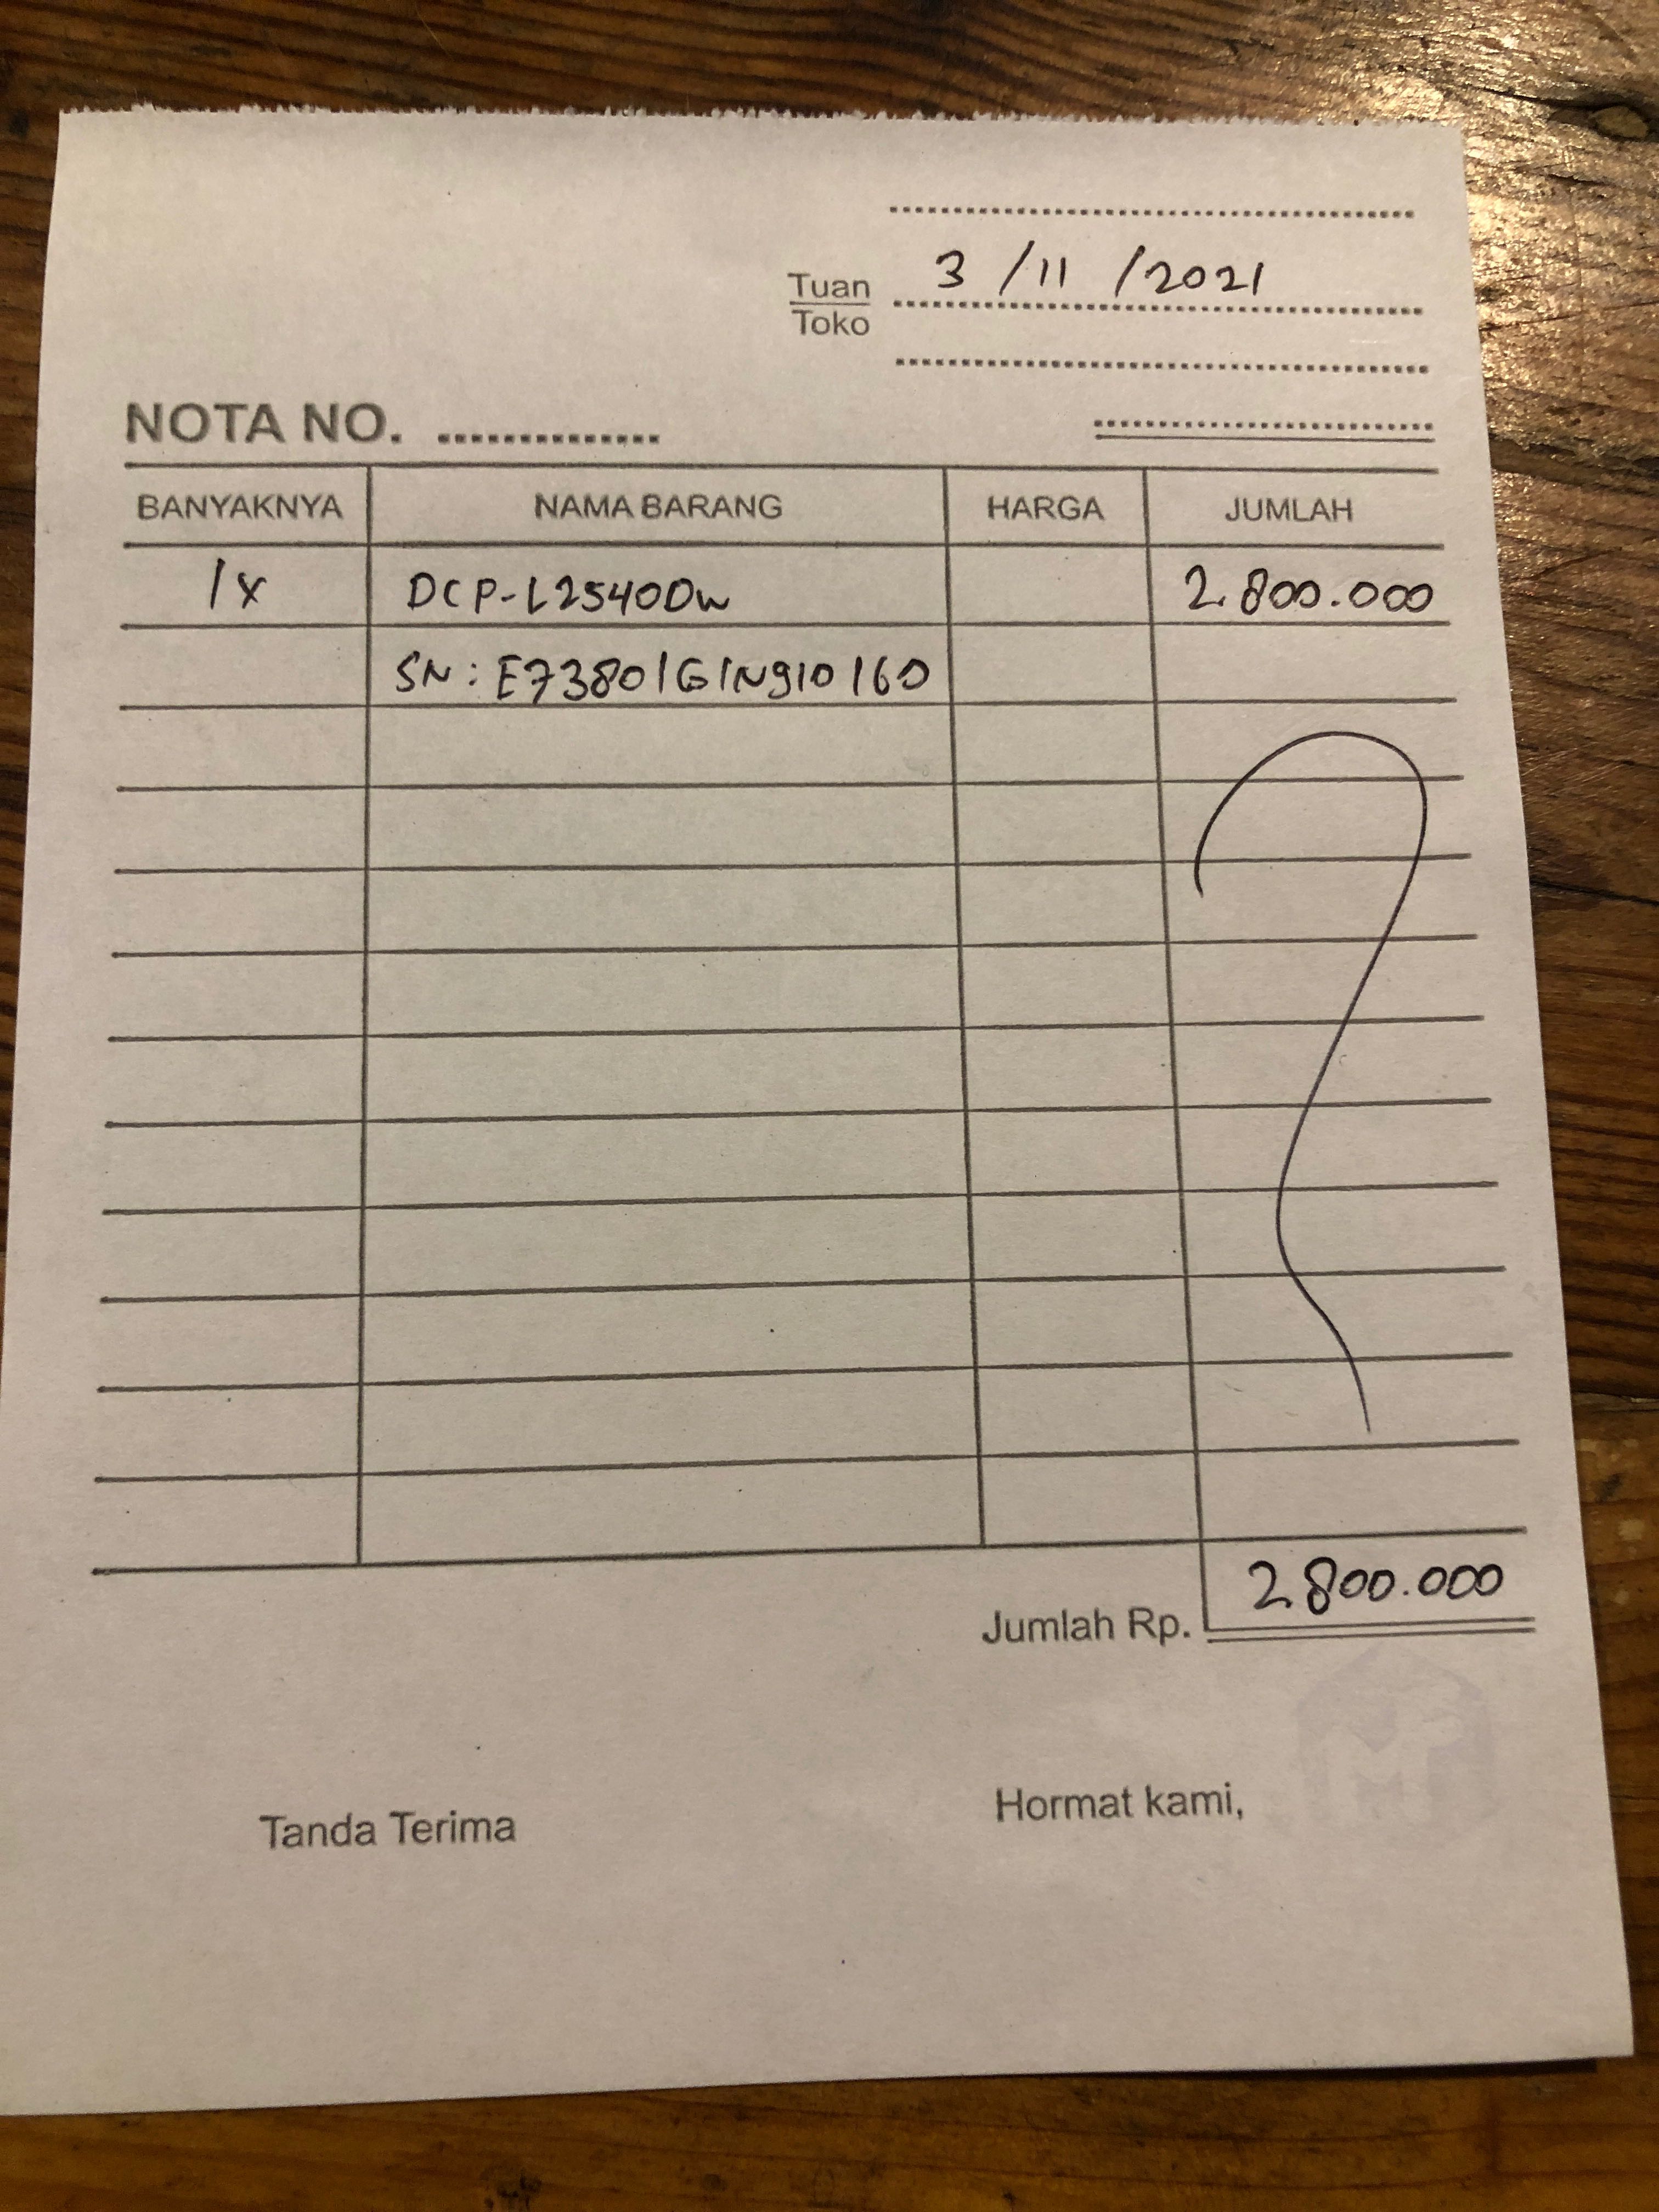 3 /11 /2021
Tuan
Toko
NOTA NO. ..............
BANYAKNYA NAMA BARANG HARGA JUMLAH
1x DCP-L2540DW 2.800.000
SN: E73801G1N910160
2.800.000
Jumlah Rp.
Tanda Terima Hormat kami,